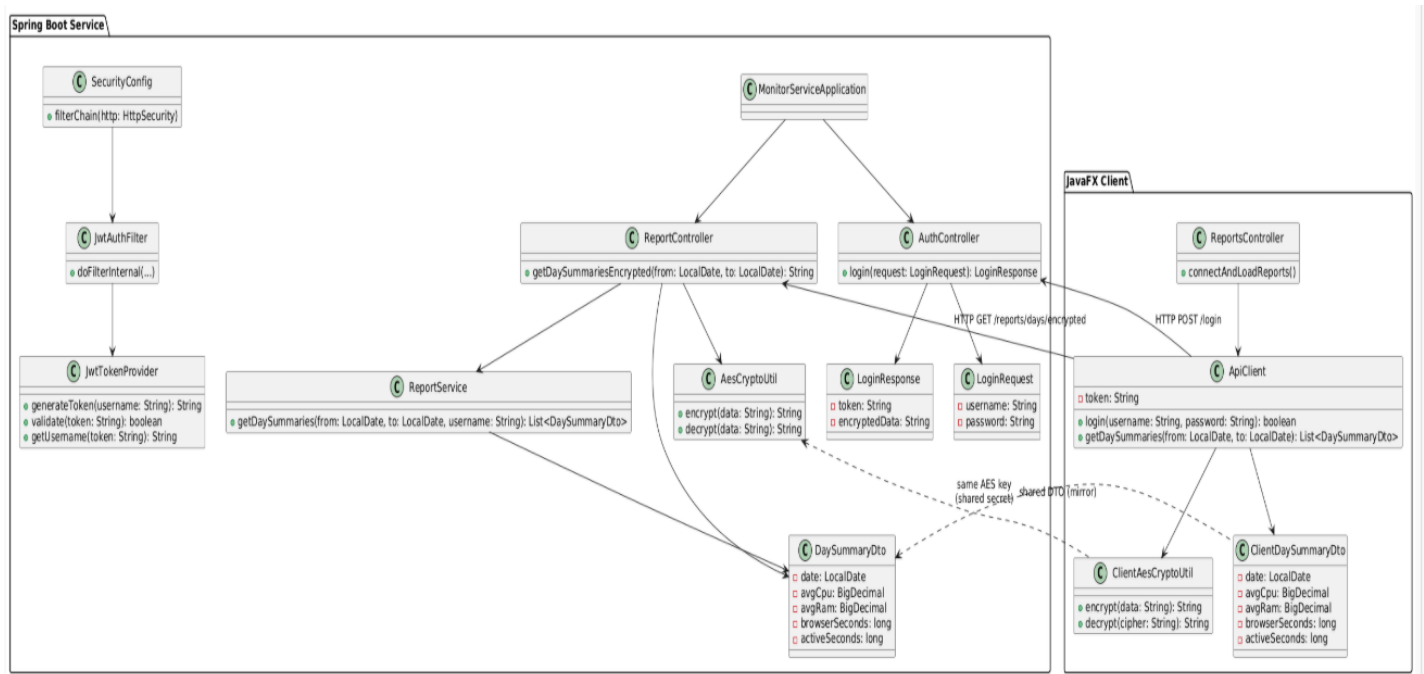 Spring Boot Service
C SecurityConfig
filterChain(http: HttpSecurity)
C MonitorServiceApplication
JavaFX Client
C JwtAuthFilter
doFilterInternal(...)
C ReportController
getDaySummariesEncrypted(from: LocalDate, to: LocalDate): String
C AuthController
login(request: LoginRequest): LoginResponse
C ReportsController
connectAndLoadReports()
HTTP GET /reports/days/encrypted
HTTP POST /login
C JwtTokenProvider
generateToken(username: String): String
validate(token: String): boolean
getUsername(token: String): String
C ReportService
getDaySummaries(from: LocalDate, to: LocalDate, username: String): List<DaySummaryDto>
C AesCryptoUtil
encrypt(data: String): String
decrypt(data: String): String
C LoginResponse
token: String
encryptedData: String
C LoginRequest
username: String
password: String
C ApiClient
token: String
login(username: String, password: String): boolean
getDaySummaries(from: LocalDate, to: LocalDate): List<DaySummaryDto>
same AES key
(shared secret)
shared DTO (mirror)
C DaySummaryDto
date: LocalDate
avgCpu: BigDecimal
avgRam: BigDecimal
browserSeconds: long
activeSeconds: long
C ClientAesCryptoUtil
encrypt(data: String): String
decrypt(cipher: String): String
C ClientDaySummaryDto
date: LocalDate
avgCpu: BigDecimal
avgRam: BigDecimal
browserSeconds: long
activeSeconds: long